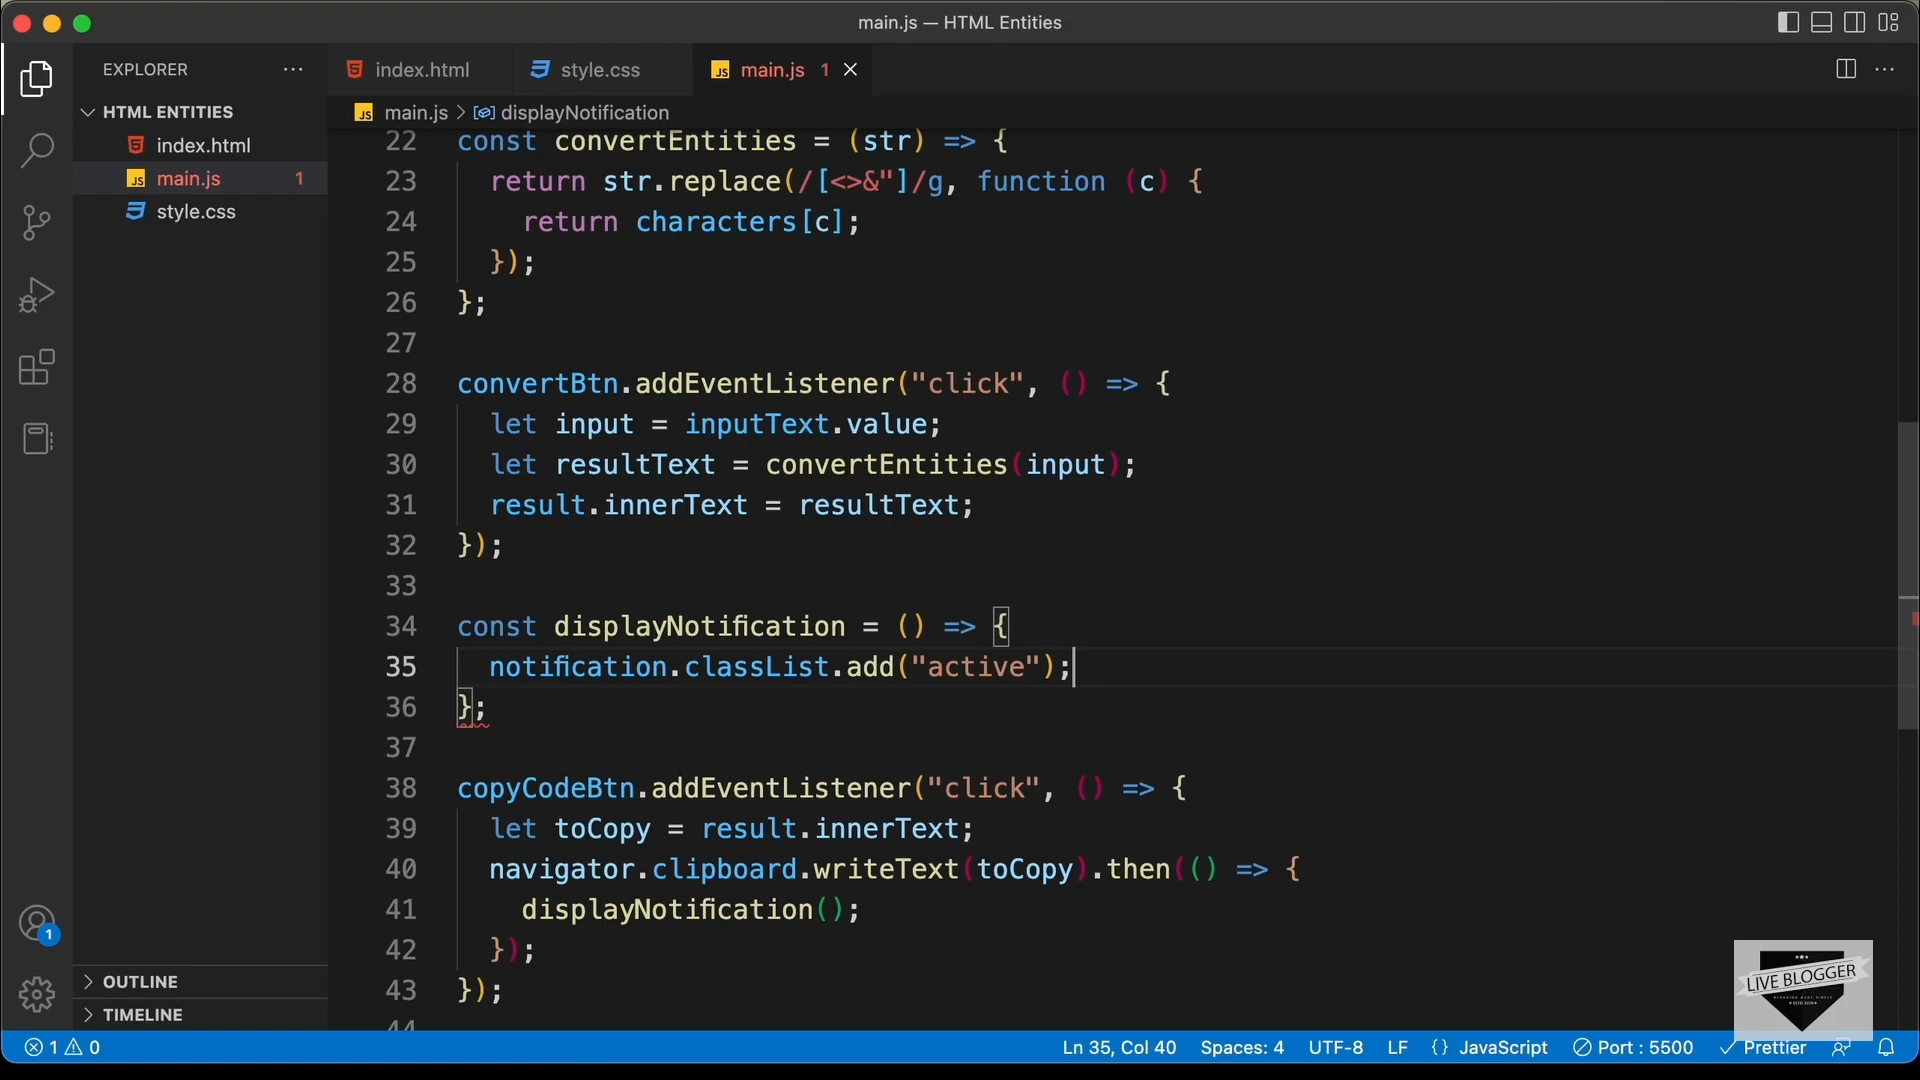 main.js — HTML Entities
EXPLORER
HTML ENTITIES
index.html
main.js 1
style.css
OUTLINE
TIMELINE
index.html
style.css
main.js 1
main.js > displayNotification
22 const convertEntities = (str) => {
23 return str.replace(/[<>&"]/g, function (c) {
24 return characters[c];
25 });
26 };
27
28 convertBtn.addEventListener("click", () => {
29 let input = inputText.value;
30 let resultText = convertEntities(input);
31 result.innerText = resultText;
32 });
33
34 const displayNotification = () => {
35 notification.classList.add("active");
36 };
37
38 copyCodeBtn.addEventListener("click", () => {
39 let toCopy = result.innerText;
40 navigator.clipboard.writeText(toCopy).then(() => {
41 displayNotification();
42 });
43 });
44
1
LIVE BLOGGER
1 0
Ln 35, Col 40 Spaces: 4 UTF-8 LF {} JavaScript Port : 5500 Prettier